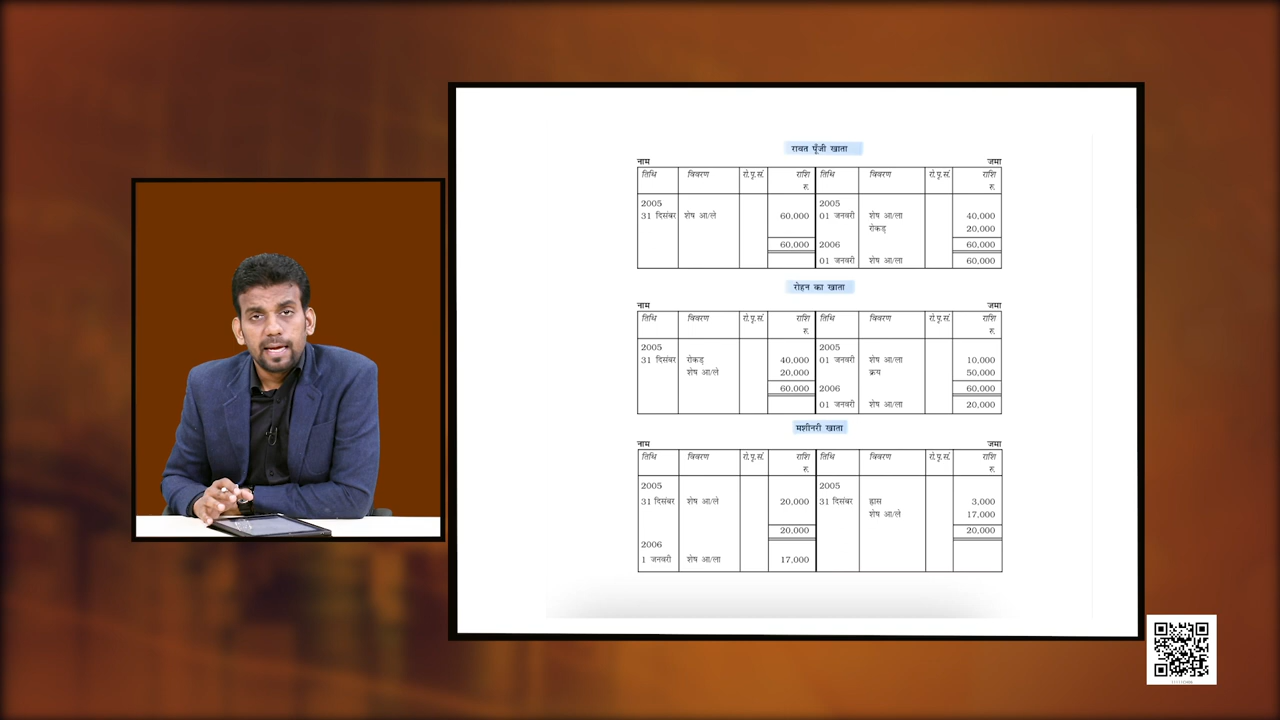 रावत पूँजी खाता
नाम जमा
तिथि विवरण रो.पृ.सं. राशि तिथि विवरण रो.पृ.सं. राशि
रु. रु.
2005 2005
31 दिसंबर शेष आ/ले 60,000 01 जनवरी शेष आ/ला 40,000
रोकड़ 20,000
60,000 2006 60,000
01 जनवरी शेष आ/ला 60,000
रोहन का खाता
नाम जमा
तिथि विवरण रो.पृ.सं. राशि तिथि विवरण रो.पृ.सं. राशि
रु. रु.
2005 2005
31 दिसंबर रोकड़ 40,000 01 जनवरी शेष आ/ला 10,000
शेष आ/ले 20,000 क्रय 50,000
60,000 2006 60,000
01 जनवरी शेष आ/ला 20,000
मशीनरी खाता
नाम जमा
तिथि विवरण रो.पृ.सं. राशि तिथि विवरण रो.पृ.सं. राशि
रु. रु.
2005 2005
31 दिसंबर शेष आ/ले 20,000 31 दिसंबर ह्रास 3,000
शेष आ/ले 17,000
20,000 20,000
2006
1 जनवरी शेष आ/ला 17,000